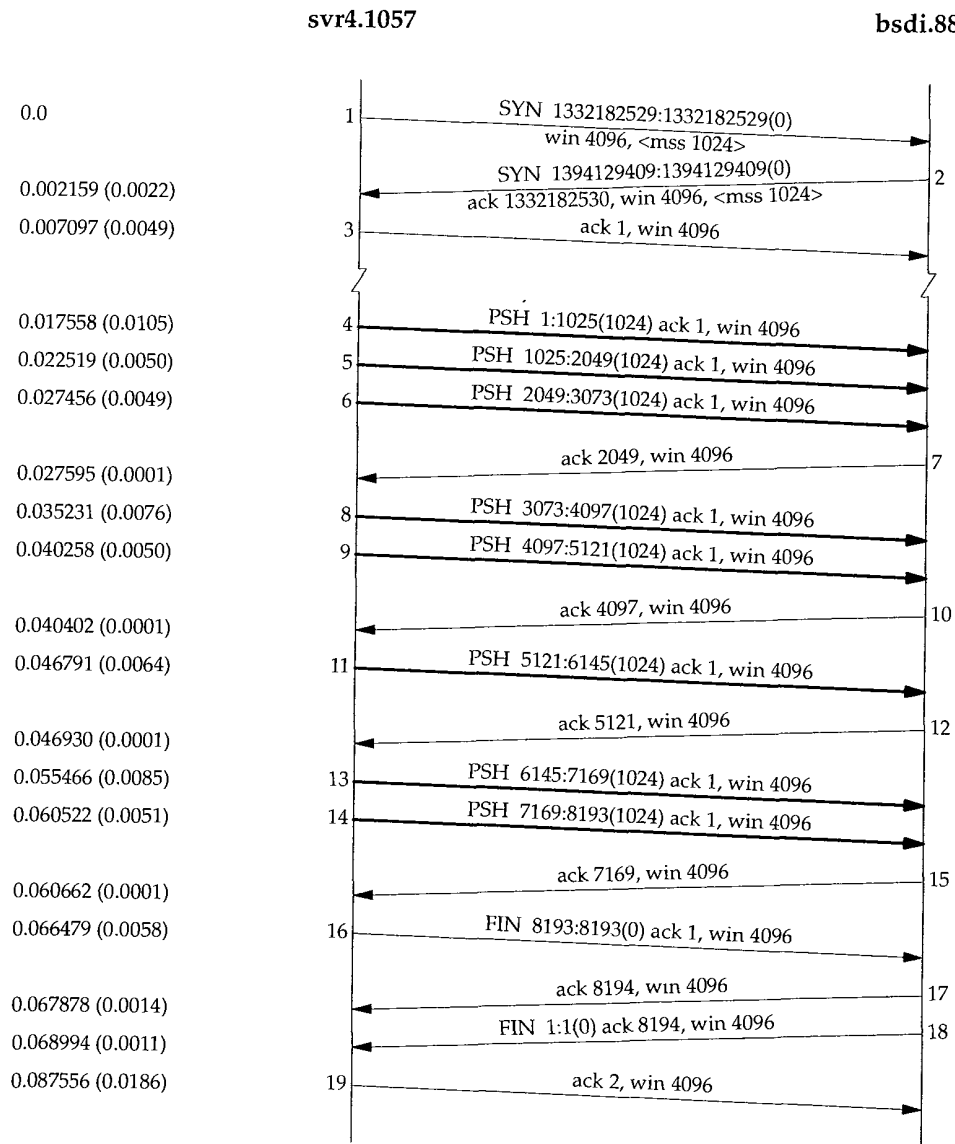 svr4.1057 bsdi.88
0.0 1 SYN 1332182529:1332182529(0)
win 4096, <mss 1024>
SYN 1394129409:1394129409(0) 2
0.002159 (0.0022) ack 1332182530, win 4096, <mss 1024>
0.007097 (0.0049) 3 ack 1, win 4096
0.017558 (0.0105) 4 PSH 1:1025(1024) ack 1, win 4096
0.022519 (0.0050) 5 PSH 1025:2049(1024) ack 1, win 4096
0.027456 (0.0049) 6 PSH 2049:3073(1024) ack 1, win 4096
ack 2049, win 4096 7
0.027595 (0.0001)
0.035231 (0.0076) 8 PSH 3073:4097(1024) ack 1, win 4096
0.040258 (0.0050) 9 PSH 4097:5121(1024) ack 1, win 4096
ack 4097, win 4096 10
0.040402 (0.0001)
0.046791 (0.0064) 11 PSH 5121:6145(1024) ack 1, win 4096
ack 5121, win 4096 12
0.046930 (0.0001)
0.055466 (0.0085) 13 PSH 6145:7169(1024) ack 1, win 4096
0.060522 (0.0051) 14 PSH 7169:8193(1024) ack 1, win 4096
ack 7169, win 4096 15
0.060662 (0.0001)
0.066479 (0.0058) 16 FIN 8193:8193(0) ack 1, win 4096
ack 8194, win 4096 17
0.067878 (0.0014)
FIN 1:1(0) ack 8194, win 4096 18
0.068994 (0.0011)
0.087556 (0.0186) 19 ack 2, win 4096